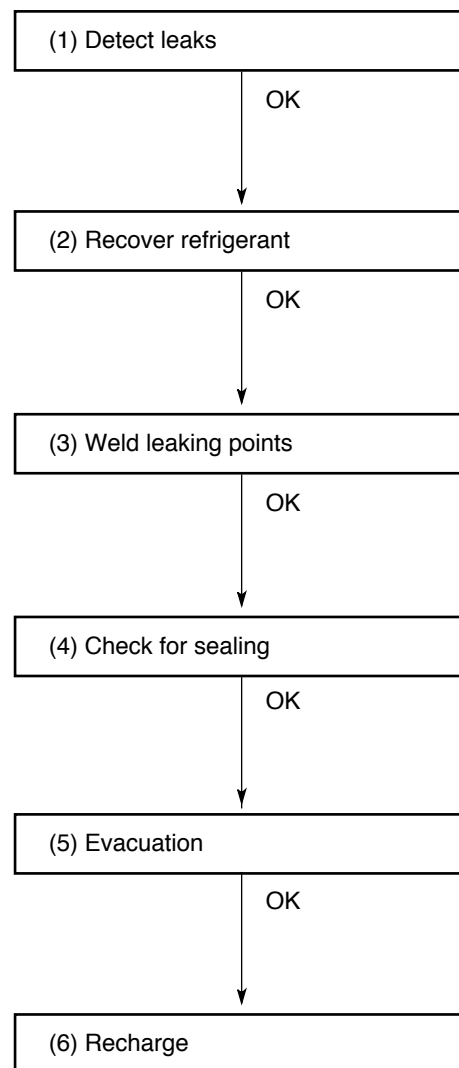 (1) Detect leaks
OK
(2) Recover refrigerant
OK
(3) Weld leaking points
OK
(4) Check for sealing
OK
(5) Evacuation
OK
(6) Recharge